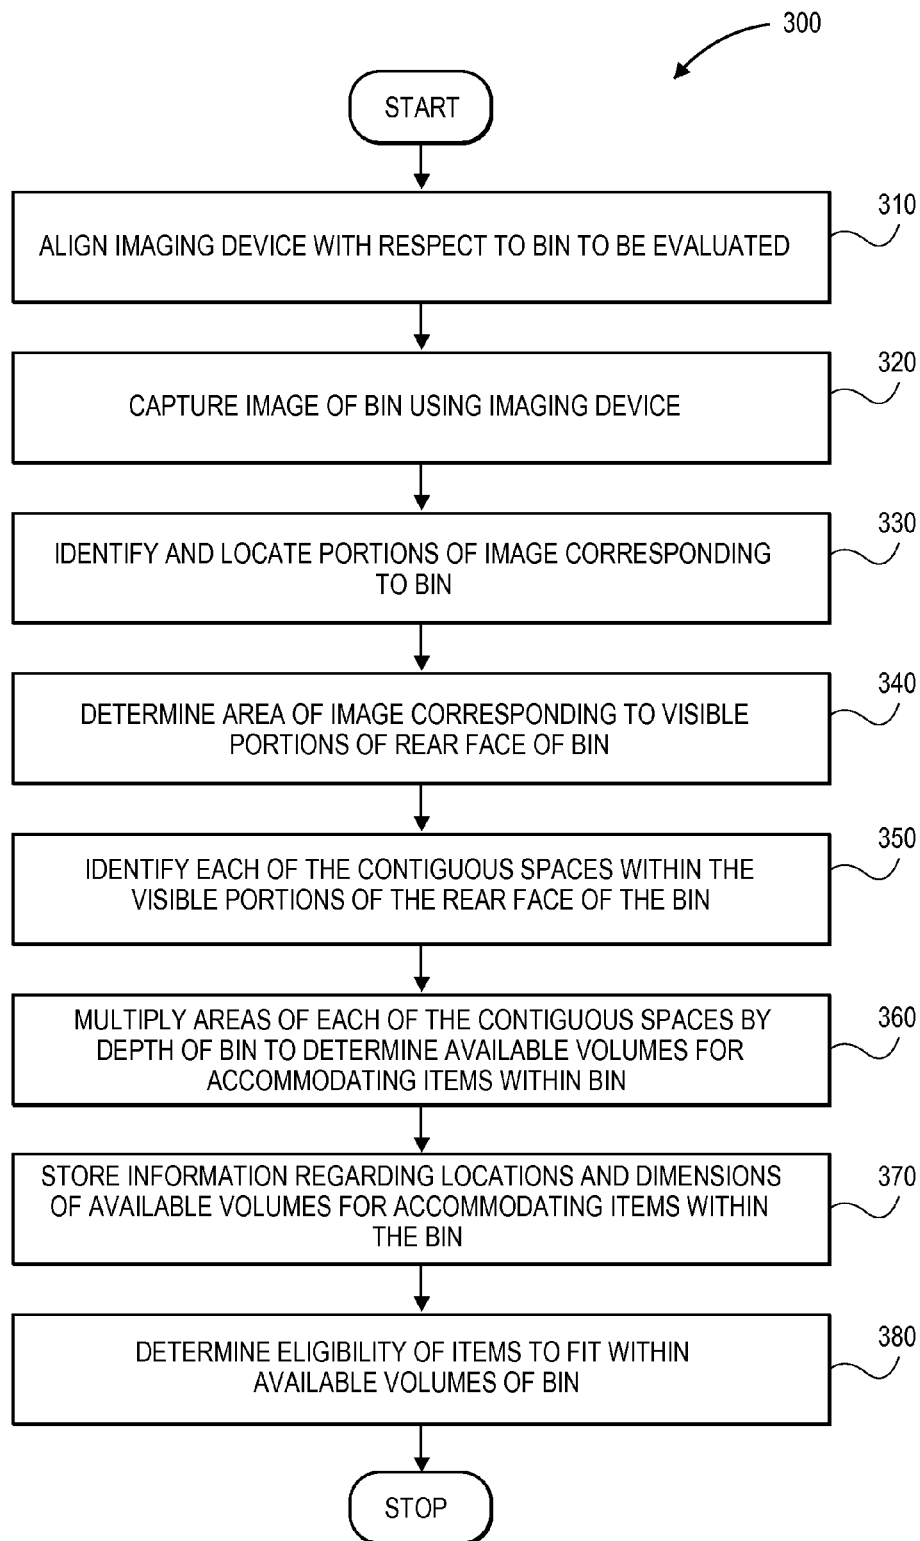 300
START
310
ALIGN IMAGING DEVICE WITH RESPECT TO BIN TO BE EVALUATED
320
CAPTURE IMAGE OF BIN USING IMAGING DEVICE
330
IDENTIFY AND LOCATE PORTIONS OF IMAGE CORRESPONDING
TO BIN
340
DETERMINE AREA OF IMAGE CORRESPONDING TO VISIBLE
PORTIONS OF REAR FACE OF BIN
350
IDENTIFY EACH OF THE CONTIGUOUS SPACES WITHIN THE
VISIBLE PORTIONS OF THE REAR FACE OF THE BIN
360
MULTIPLY AREAS OF EACH OF THE CONTIGUOUS SPACES BY
DEPTH OF BIN TO DETERMINE AVAILABLE VOLUMES FOR
ACCOMMODATING ITEMS WITHIN BIN
370
STORE INFORMATION REGARDING LOCATIONS AND DIMENSIONS
OF AVAILABLE VOLUMES FOR ACCOMMODATING ITEMS WITHIN
THE BIN
380
DETERMINE ELIGIBILITY OF ITEMS TO FIT WITHIN
AVAILABLE VOLUMES OF BIN
STOP